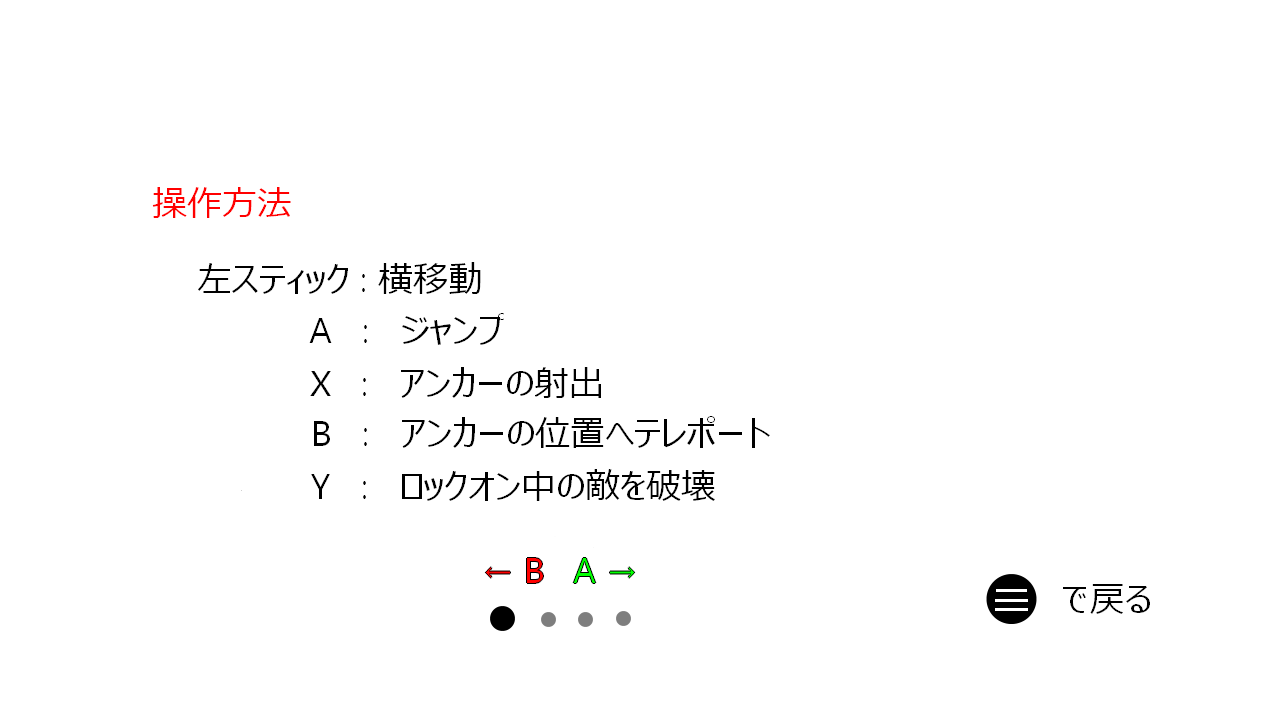 操作方法
左スティック : 横移動
A : ジャンプ
X : アンカーの射出
B : アンカーの位置へテレポート
Y : ロックオン中の敵を破壊
← B A →
で戻る